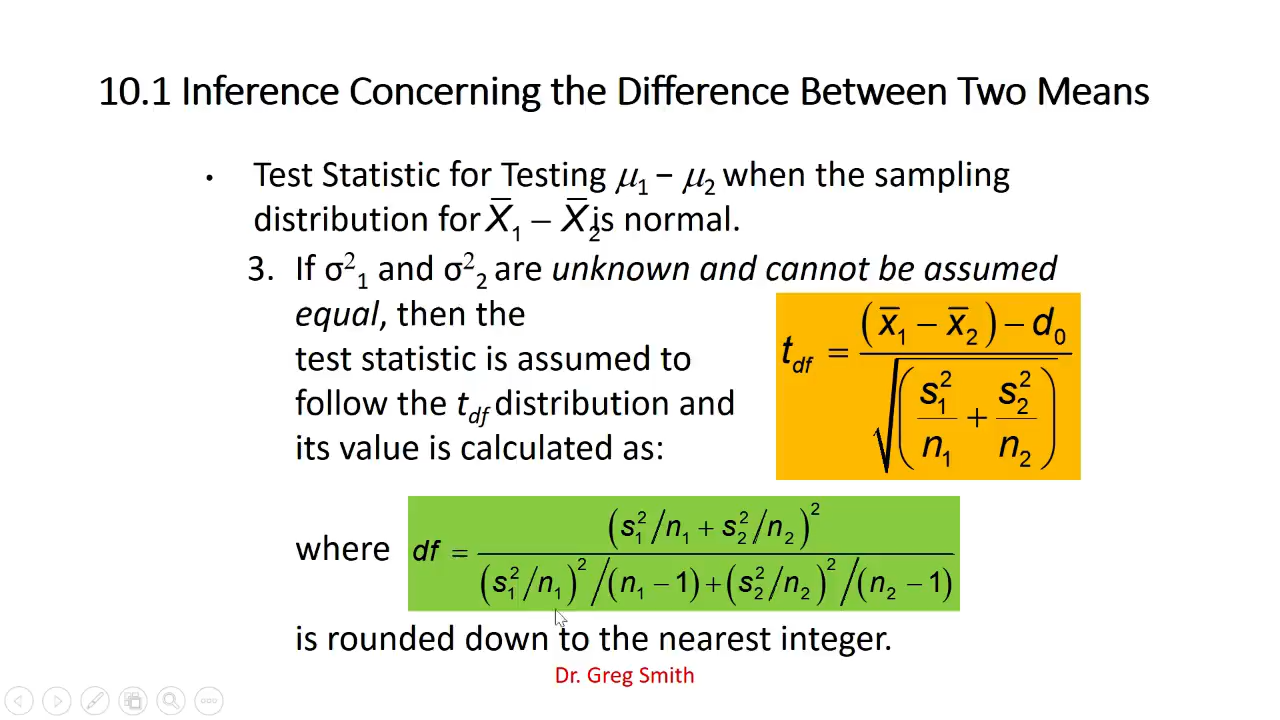 10.1 Inference Concerning the Difference Between Two Means
• Test Statistic for Testing μ₁ − μ₂ when the sampling
distribution for X̄₁ − X̄₂ is normal.
3. If σ²₁ and σ²₂ are unknown and cannot be assumed
equal, then the
test statistic is assumed to
follow the t_df distribution and
its value is calculated as:
t_df = ((x̄₁ − x̄₂) − d₀) / √(s₁²/n₁ + s₂²/n₂)
where df = (s₁²/n₁ + s₂²/n₂)² / ((s₁²/n₁)²/(n₁ − 1) + (s₂²/n₂)²/(n₂ − 1))
is rounded down to the nearest integer.
Dr. Greg Smith